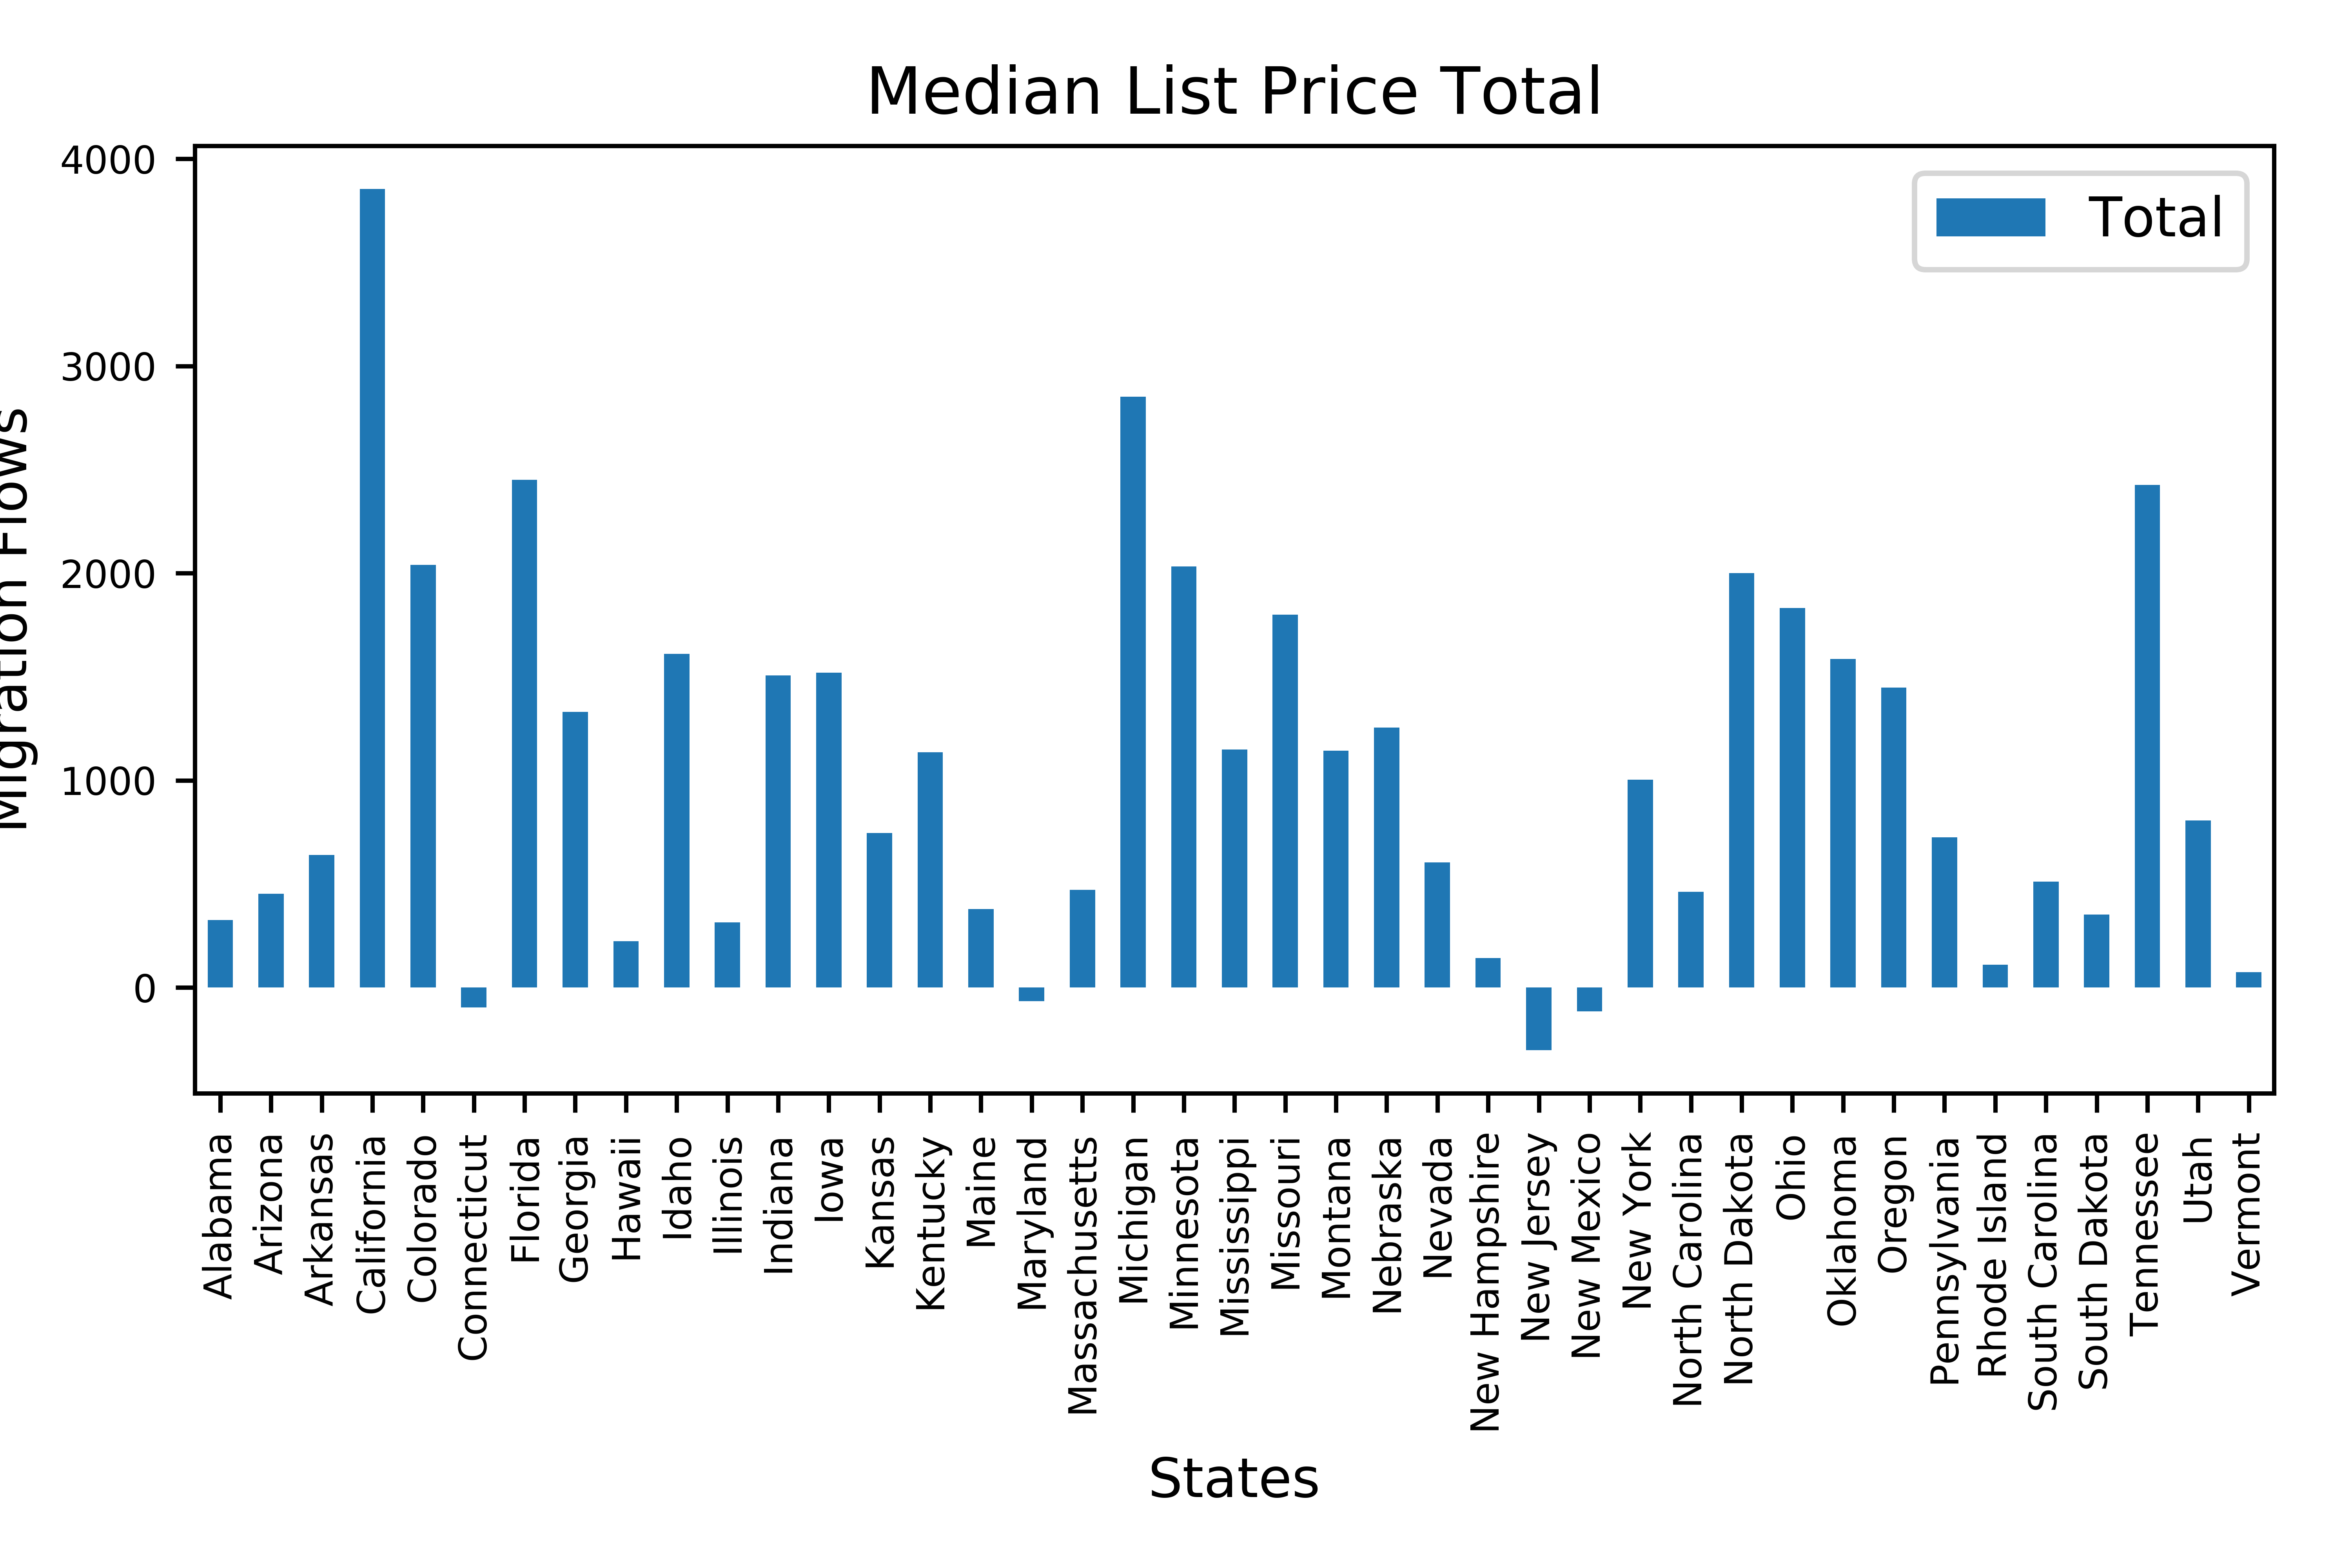 Median List Price Total
Total
Migration Flows
4000
3000
2000
1000
0
Alabama
Arizona
Arkansas
California
Colorado
Connecticut
Florida
Georgia
Hawaii
Idaho
Illinois
Indiana
Iowa
Kansas
Kentucky
Maine
Maryland
Massachusetts
Michigan
Minnesota
Mississippi
Missouri
Montana
Nebraska
Nevada
New Hampshire
New Jersey
New Mexico
New York
North Carolina
North Dakota
Ohio
Oklahoma
Oregon
Pennsylvania
Rhode Island
South Carolina
South Dakota
Tennessee
Utah
Vermont
States